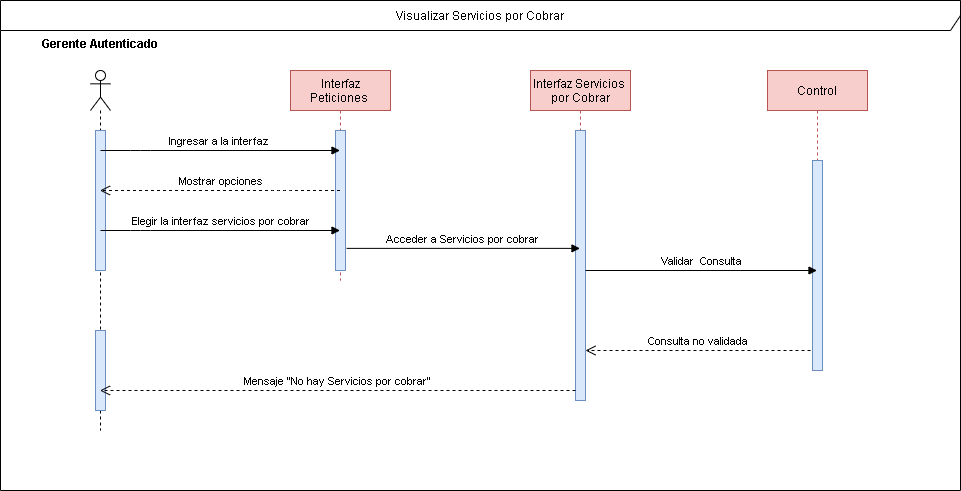 Visualizar Servicios por Cobrar
Gerente Autenticado
Interfaz
Peticiones
Interfaz Servicios
por Cobrar
Control
Ingresar a la interfaz
Mostrar opciones
Elegir la interfaz servicios por cobrar
Acceder a Servicios por cobrar
Validar Consulta
Consulta no validada
Mensaje "No hay Servicios por cobrar"